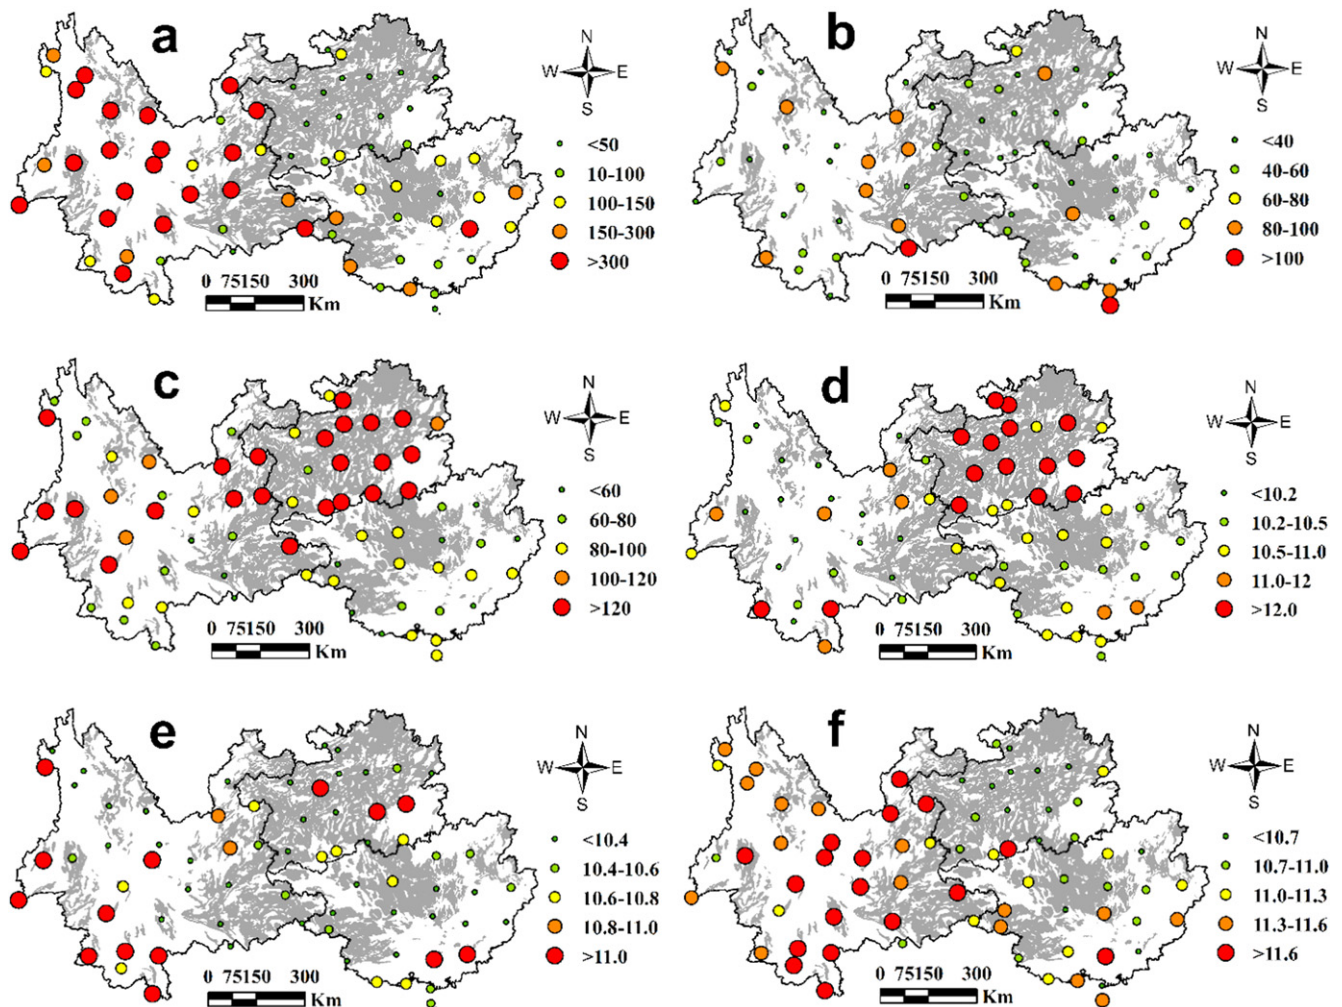 a
N
W E
S
<50
10-100
100-150
150-300
>300
0 75150 300
Km
b
N
W E
S
<40
40-60
60-80
80-100
>100
0 75150 300
Km
c
N
W E
S
<60
60-80
80-100
100-120
>120
0 75150 300
Km
d
N
W E
S
<10.2
10.2-10.5
10.5-11.0
11.0-12
>12.0
0 75150 300
Km
e
N
W E
S
<10.4
10.4-10.6
10.6-10.8
10.8-11.0
>11.0
0 75150 300
Km
f
N
W E
S
<10.7
10.7-11.0
11.0-11.3
11.3-11.6
>11.6
0 75150 300
Km